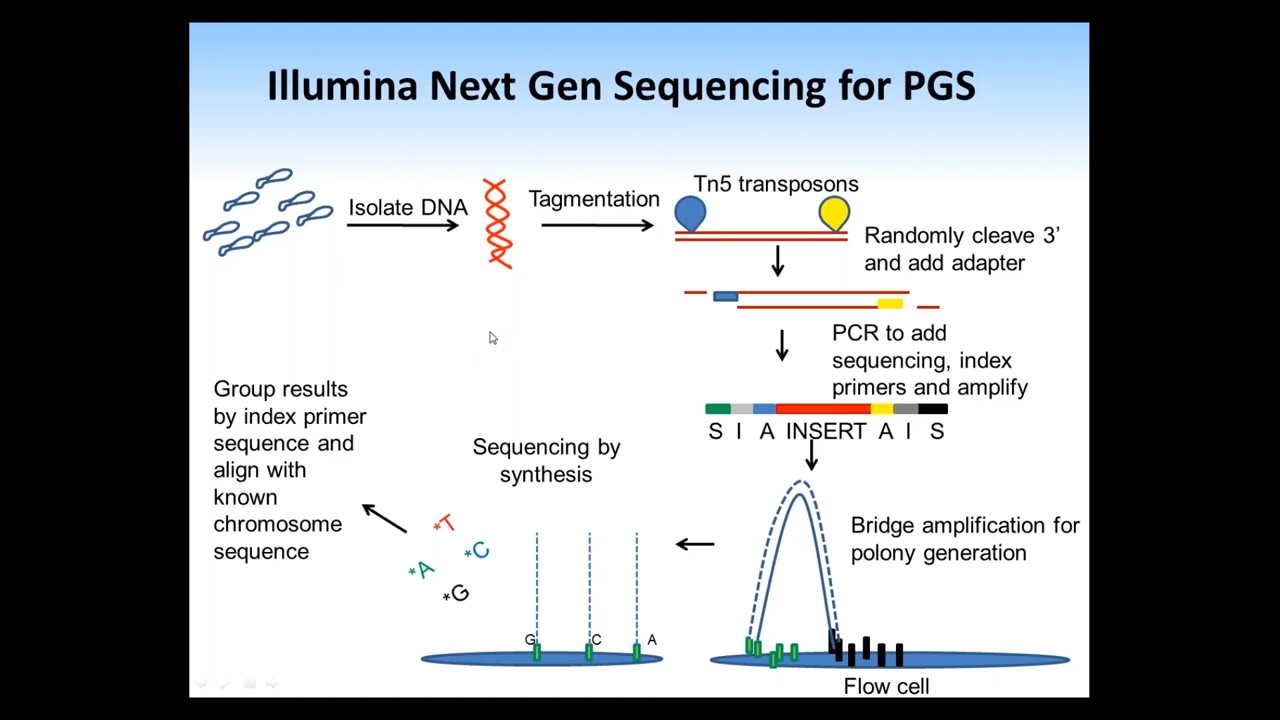 Illumina Next Gen Sequencing for PGS
Isolate DNA
Tagmentation
Tn5 transposons
Randomly cleave 3’
and add adapter
PCR to add
sequencing, index
primers and amplify
S I A INSERT A I S
Bridge amplification for
polony generation
Flow cell
Sequencing by
synthesis
G C A
*T
*C
*A
*G
Group results
by index primer
sequence and
align with
known
chromosome
sequence